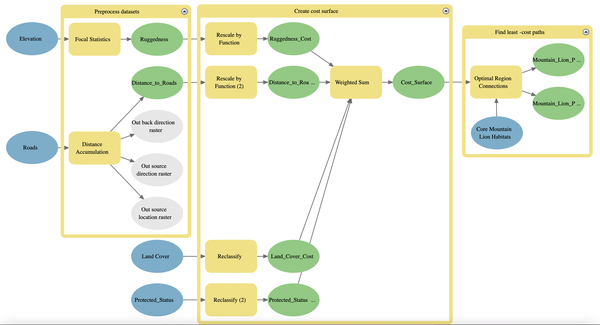 Preprocess datasets
Create cost surface
Find least -cost paths
Elevation
Focal Statistics
Ruggedness
Rescale by
Function
Ruggedness_Cost
Mountain_Lion_P ...
Distance_to_Roads
Rescale by
Function (2)
Distance_to_Roa ...
Weighted Sum
Cost_Surface
Optimal Region
Connections
Mountain_Lion_P ...
Out back direction
raster
Core Mountain
Lion Habitats
Roads
Distance
Accumulation
Out source
direction raster
Out source
location raster
Land Cover
Reclassify
Land_Cover_Cost
Protected_Status
Reclassify (2)
Protected_Status ...